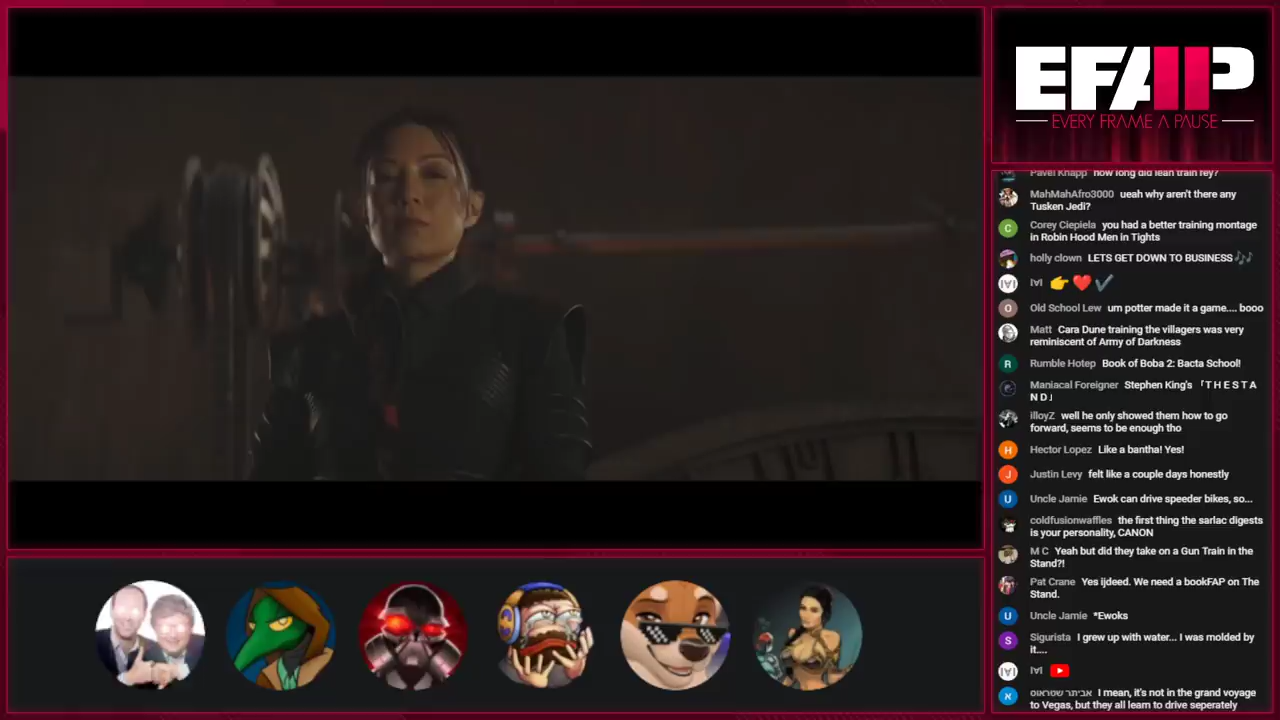 EFAP
EVERY FRAME A PAUSE
Pavel Knapp how long did leah train rey?
MahMahAfro3000 ueah why aren't there any
Tusken Jedi?
Corey Ciepiela you had a better training montage
in Robin Hood Men in Tights
holly clown LETS GET DOWN TO BUSINESS🎶
|∀| 👉❤️✔️
Old School Lew um potter made it a game.... booo
Matt Cara Dune training the villagers was very
reminiscent of Army of Darkness
Rumble Hotep Book of Boba 2: Bacta School!
Maniacal Foreigner Stephen King's 「T H E S T A
N D」
illoyZ well he only showed them how to go
forward, seems to be enough tho
Hector Lopez Like a bantha! Yes!
Justin Levy felt like a couple days honestly
Uncle Jamie Ewok can drive speeder bikes, so...
coldfusionwaffles the first thing the sarlac digests
is your personality, CANON
M C Yeah but did they take on a Gun Train in the
Stand?!
Pat Crane Yes ijdeed. We need a bookFAP on The
Stand.
Uncle Jamie *Ewoks
Sigurista I grew up with water... I was molded by
it....
|∀|
אביתר שטראוס I mean, it's not in the grand voyage
to Vegas, but they all learn to drive seperately